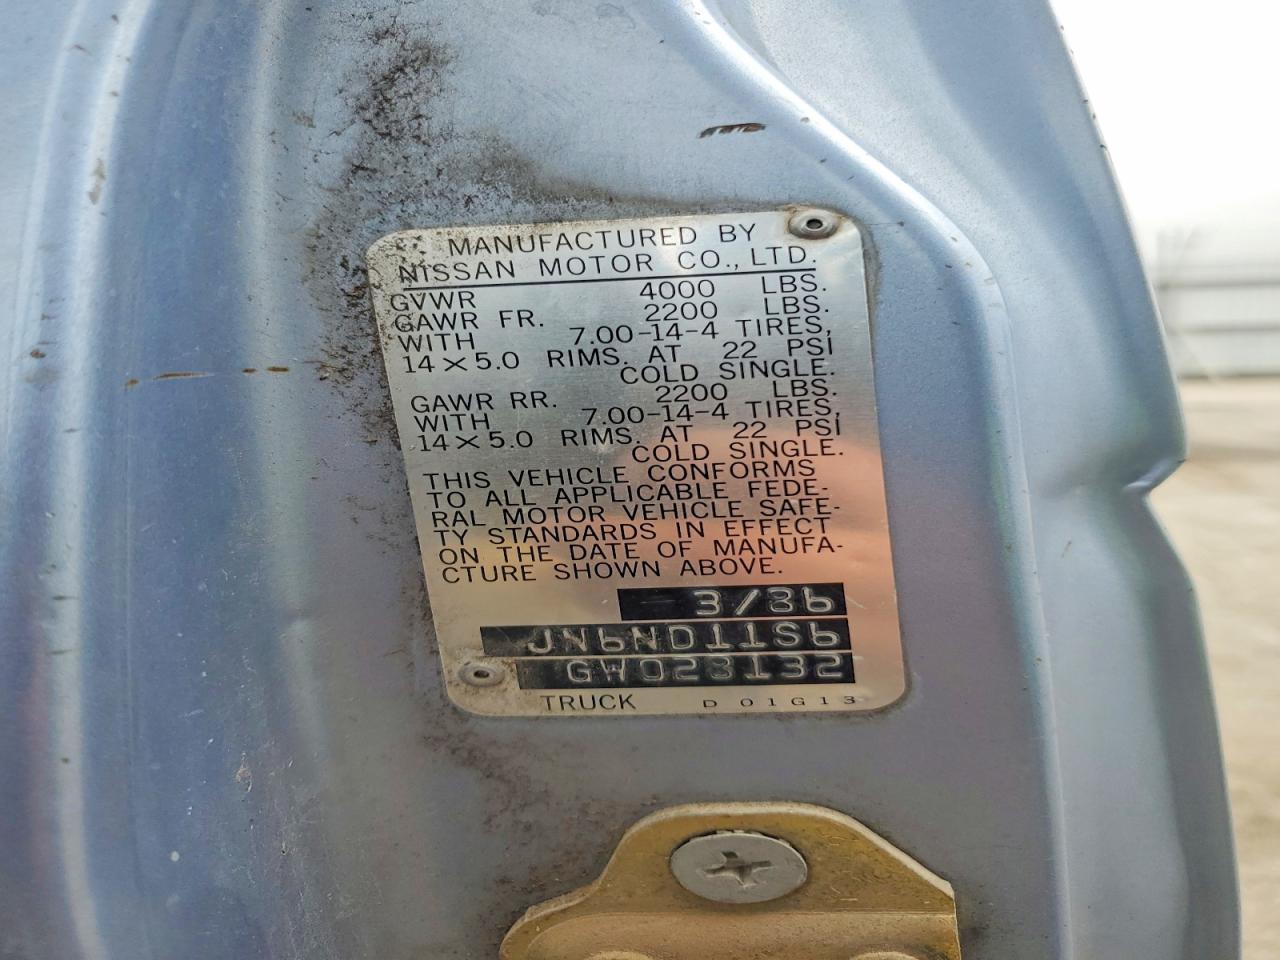 MANUFACTURED BY
NISSAN MOTOR CO., LTD.
GVWR 4000 LBS.
GAWR FR. 2200 LBS.
WITH 7.00-14-4 TIRES,
14×5.0 RIMS. AT 22 PSI
COLD SINGLE.
GAWR RR. 2200 LBS.
WITH 7.00-14-4 TIRES,
14×5.0 RIMS. AT 22 PSI
COLD SINGLE.
THIS VEHICLE CONFORMS
TO ALL APPLICABLE FEDE-
RAL MOTOR VEHICLE SAFE-
TY STANDARDS IN EFFECT
ON THE DATE OF MANUFA-
CTURE SHOWN ABOVE.
3/86
JN6ND11S6
GW028132
TRUCK D 01G13